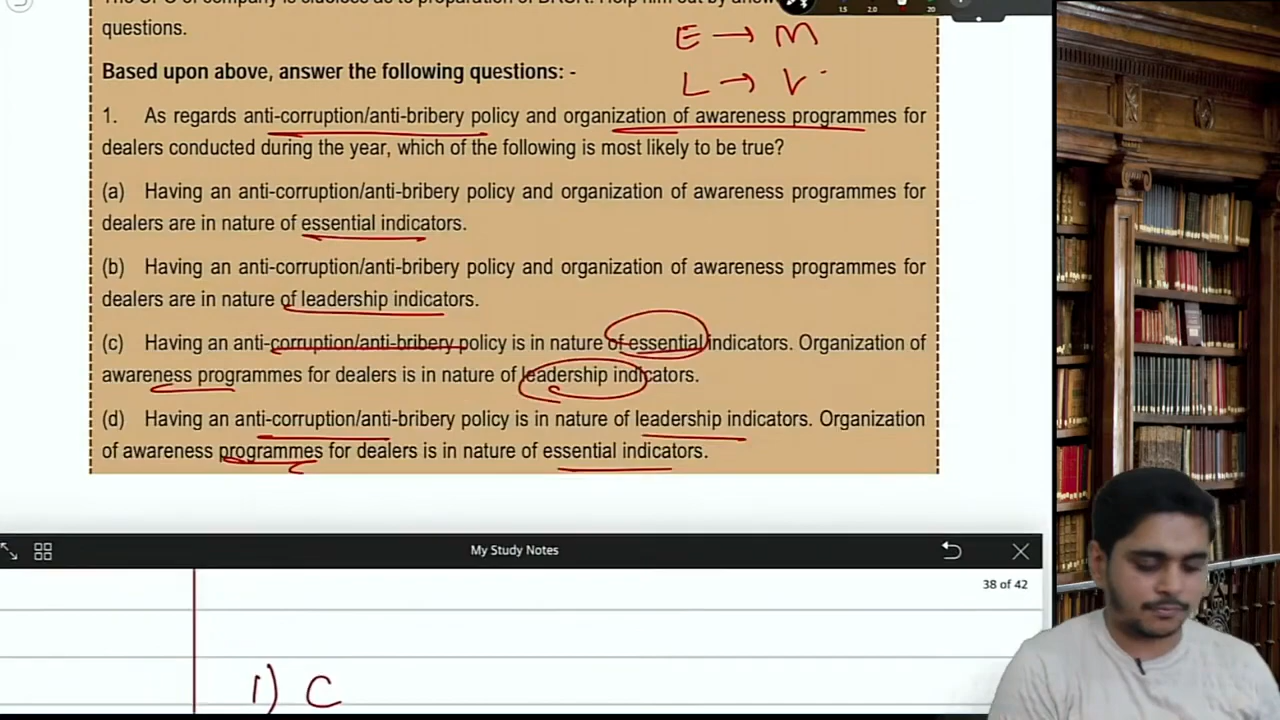 questions.
E → M
Based upon above, answer the following questions: -
L → V
1. As regards anti-corruption/anti-bribery policy and organization of awareness programmes for
dealers conducted during the year, which of the following is most likely to be true?
(a) Having an anti-corruption/anti-bribery policy and organization of awareness programmes for
dealers are in nature of essential indicators.
(b) Having an anti-corruption/anti-bribery policy and organization of awareness programmes for
dealers are in nature of leadership indicators.
(c) Having an anti-corruption/anti-bribery policy is in nature of essential indicators. Organization of
awareness programmes for dealers is in nature of leadership indicators.
(d) Having an anti-corruption/anti-bribery policy is in nature of leadership indicators. Organization
of awareness programmes for dealers is in nature of essential indicators.
My Study Notes
38 of 42
1) C